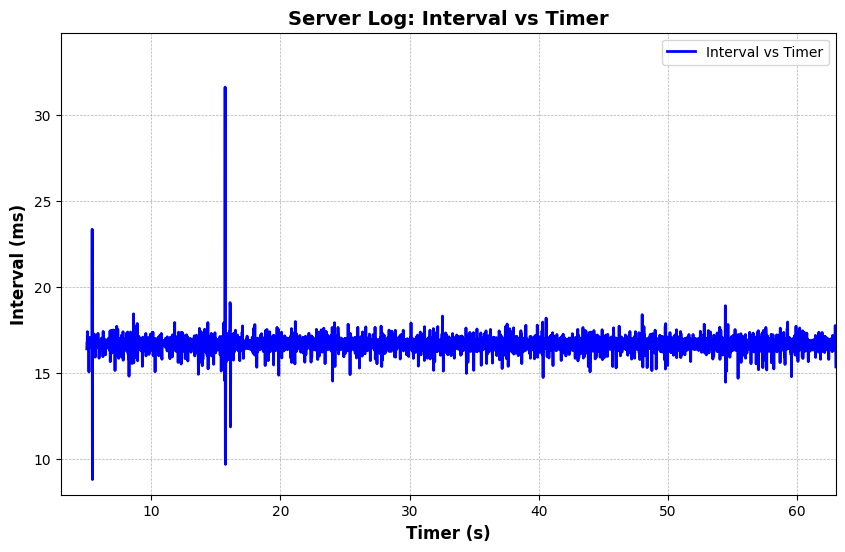 Server Log: Interval vs Timer
Interval vs Timer
30
25
20
15
10
Interval (ms)
10 20 30 40 50 60
Timer (s)